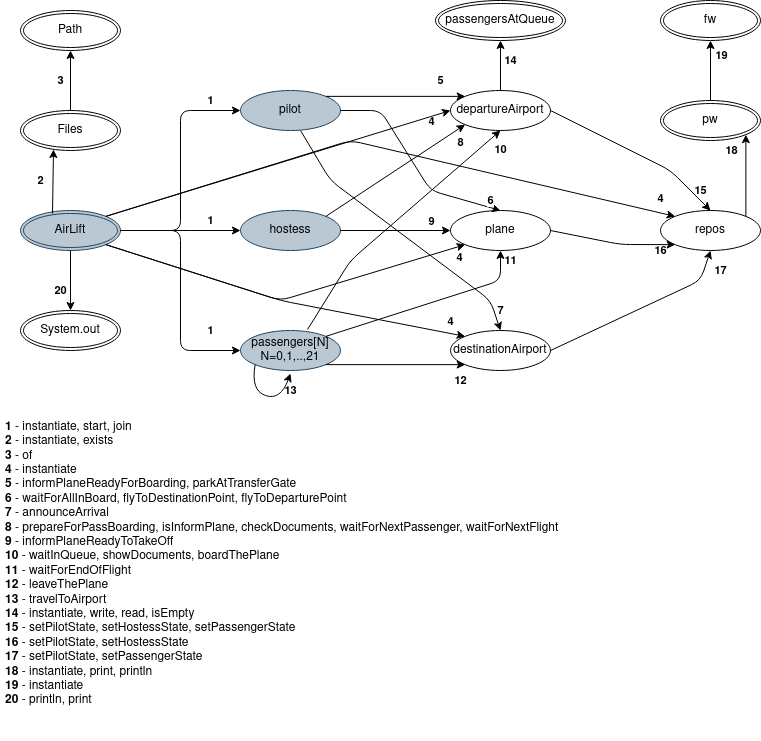 Path
passengersAtQueue
fw
3
14
19
1
pilot
5
departureAirport
Files
4
8
10
pw
18
2
15
6
4
AirLift
1
hostess
9
plane
repos
16
4
11
17
20
7
System.out
1
passengers[N]
N=0,1,..,21
4
destinationAirport
13
12
1 - instantiate, start, join
2 - instantiate, exists
3 - of
4 - instantiate
5 - informPlaneReadyForBoarding, parkAtTransferGate
6 - waitForAllInBoard, flyToDestinationPoint, flyToDeparturePoint
7 - announceArrival
8 - prepareForPassBoarding, isInformPlane, checkDocuments, waitForNextPassenger, waitForNextFlight
9 - informPlaneReadyToTakeOff
10 - waitInQueue, showDocuments, boardThePlane
11 - waitForEndOfFlight
12 - leaveThePlane
13 - travelToAirport
14 - instantiate, write, read, isEmpty
15 - setPilotState, setHostessState, setPassengerState
16 - setPilotState, setHostessState
17 - setPilotState, setPassengerState
18 - instantiate, print, println
19 - instantiate
20 - println, print